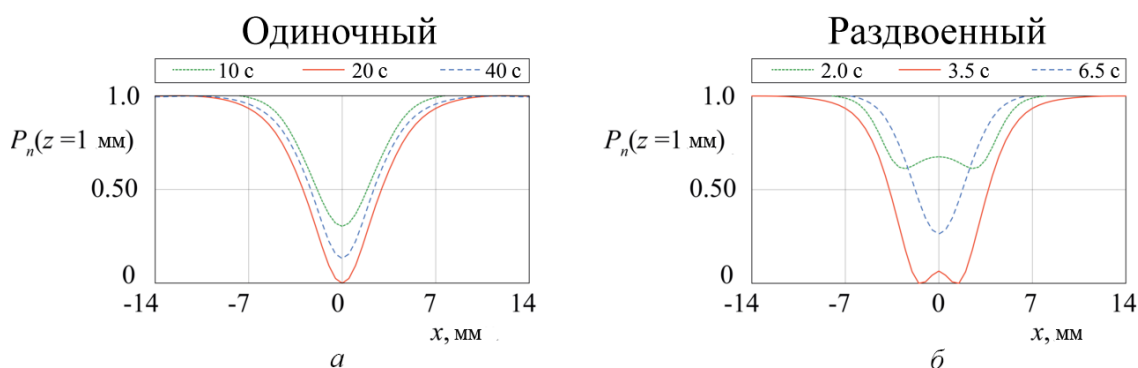 Одиночный
10 с 20 с 40 с
1.0
Pn(z =1 мм)
0.50
0
-14 -7 0 7 14
x, мм
а
Раздвоенный
2.0 с 3.5 с 6.5 с
1.0
Pn(z =1 мм)
0.50
0
-14 -7 0 7 14
x, мм
б